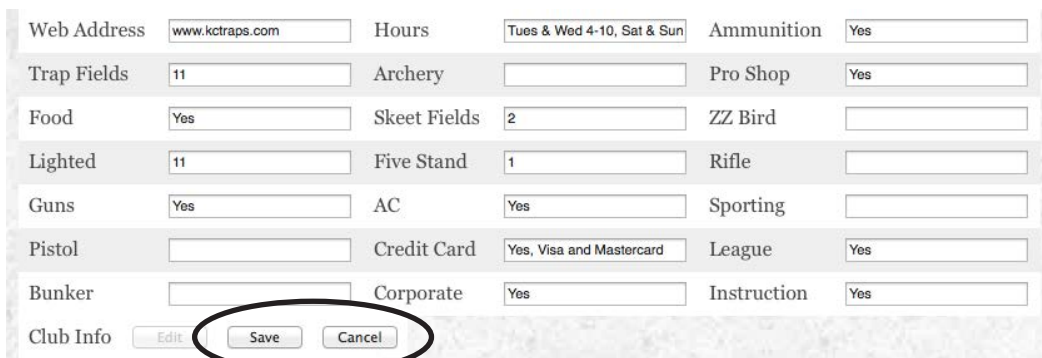 Web Address www.kctraps.com Hours Tues & Wed 4-10, Sat & Sun Ammunition Yes
Trap Fields 11 Archery Pro Shop Yes
Food Yes Skeet Fields 2 ZZ Bird
Lighted 11 Five Stand 1 Rifle
Guns Yes AC Yes Sporting
Pistol Credit Card Yes, Visa and Mastercard League Yes
Bunker Corporate Yes Instruction Yes
Club Info Edit Save Cancel